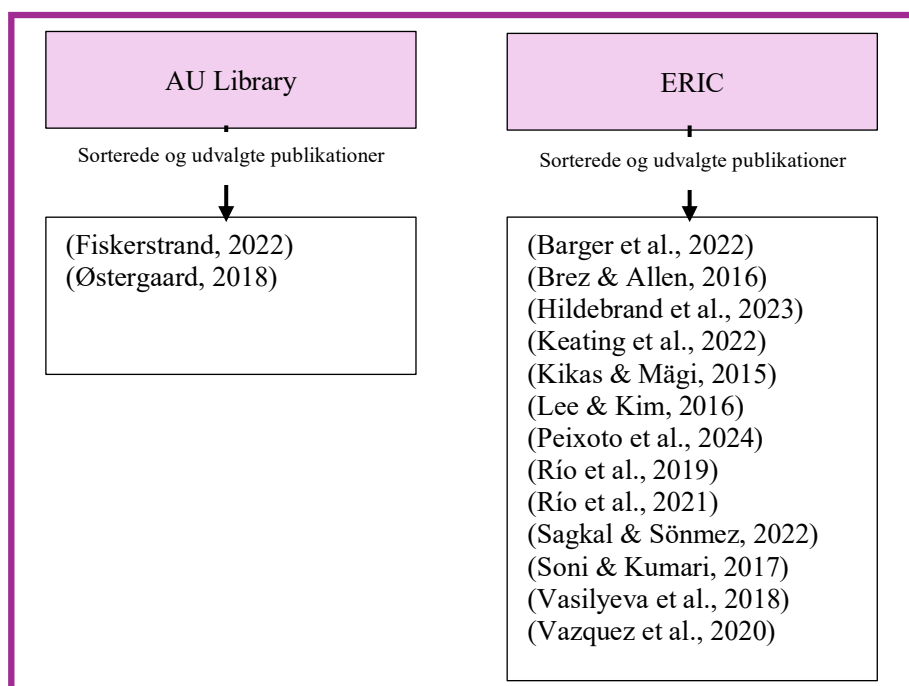 AU Library
Sorterede og udvalgte publikationer
(Fiskerstrand, 2022)
(Østergaard, 2018)
ERIC
Sorterede og udvalgte publikationer
(Barger et al., 2022)
(Brez & Allen, 2016)
(Hildebrand et al., 2023)
(Keating et al., 2022)
(Kikas & Mägi, 2015)
(Lee & Kim, 2016)
(Peixoto et al., 2024)
(Río et al., 2019)
(Río et al., 2021)
(Sagkal & Sönmez, 2022)
(Soni & Kumari, 2017)
(Vasilyeva et al., 2018)
(Vazquez et al., 2020)